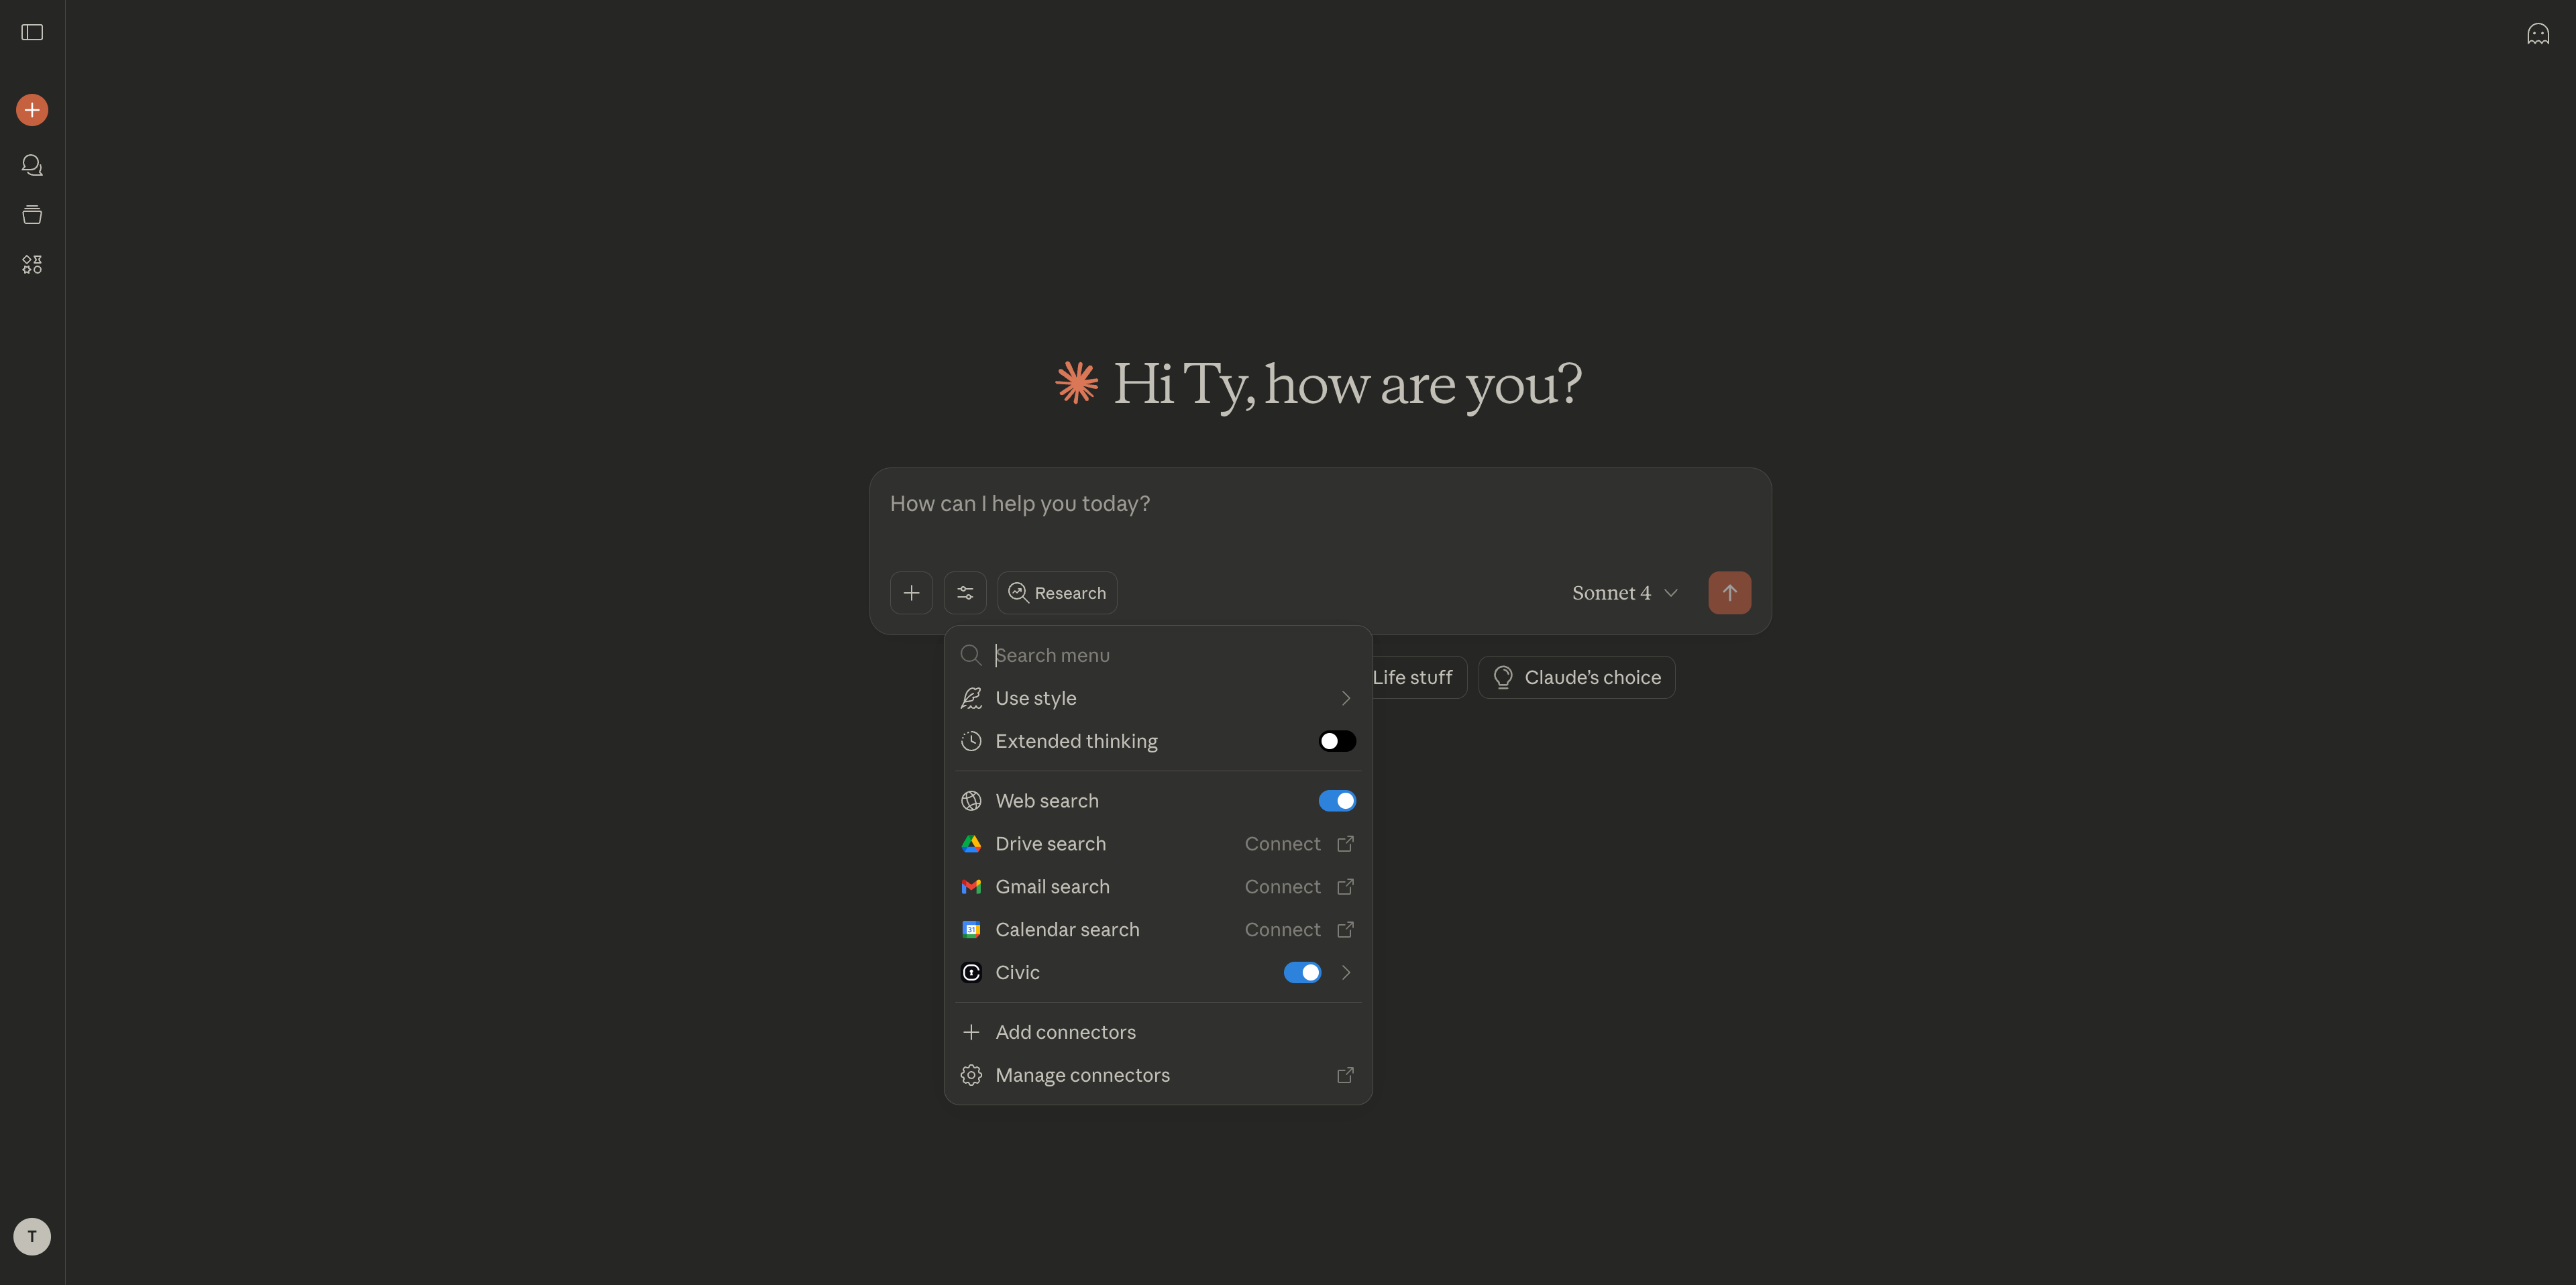 Hi Ty, how are you?
How can I help you today?
Research
Sonnet 4
Search menu
Life stuff
Claude’s choice
Use style
Extended thinking
Web search
Drive search Connect
Gmail search Connect
31
Calendar search Connect
Civic
Add connectors
Manage connectors
T